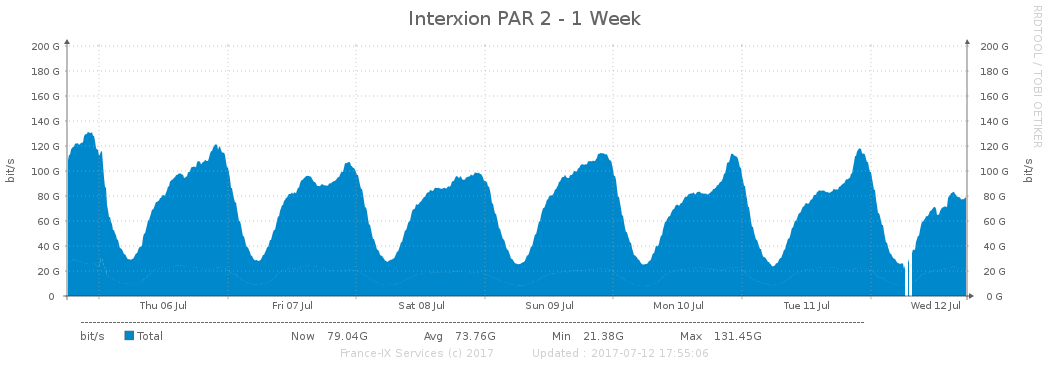 Interxion PAR 2 - 1 Week
RRDTOOL / TOBI OETIKER
bit/s
200 G
180 G
160 G
140 G
120 G
100 G
80 G
60 G
40 G
20 G
0
200 G
180 G
160 G
140 G
120 G
100 G
80 G
60 G
40 G
20 G
0 G
bit/s
Thu 06 Jul Fri 07 Jul Sat 08 Jul Sun 09 Jul Mon 10 Jul Tue 11 Jul Wed 12 Jul
bit/s Total Now 79.04G Avg 73.76G Min 21.38G Max 131.45G
France-IX Services (c) 2017 Updated : 2017-07-12 17:55:06